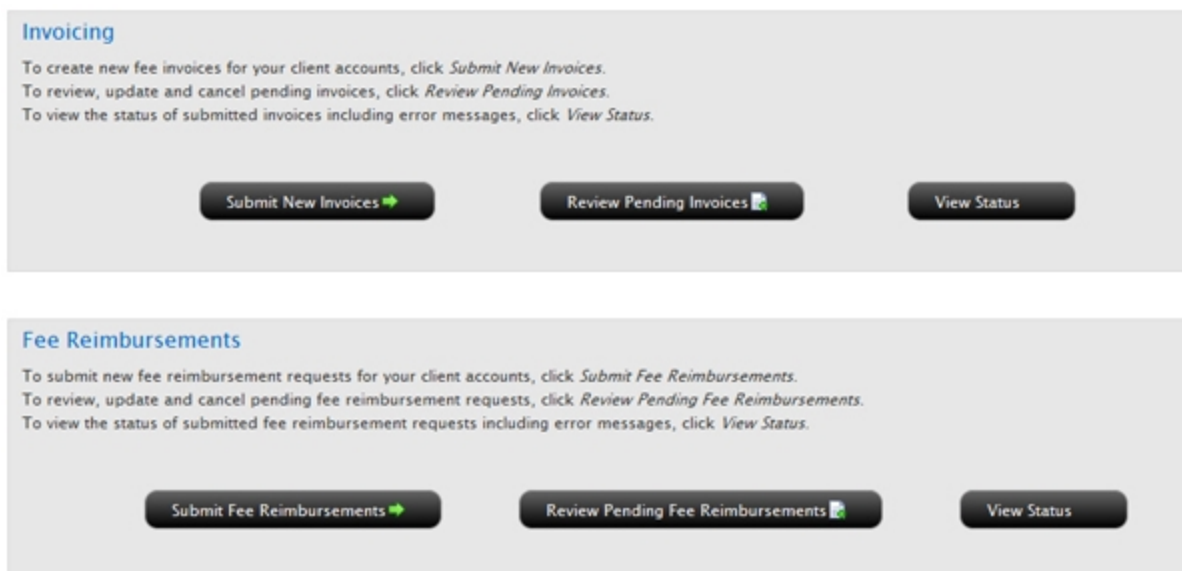 Invoicing
To create new fee invoices for your client accounts, click Submit New Invoices.
To review, update and cancel pending invoices, click Review Pending Invoices.
To view the status of submitted invoices including error messages, click View Status.
Submit New Invoices
Review Pending Invoices
View Status
Fee Reimbursements
To submit new fee reimbursement requests for your client accounts, click Submit Fee Reimbursements.
To review, update and cancel pending fee reimbursement requests, click Review Pending Fee Reimbursements.
To view the status of submitted fee reimbursement requests including error messages, click View Status.
Submit Fee Reimbursements
Review Pending Fee Reimbursements
View Status